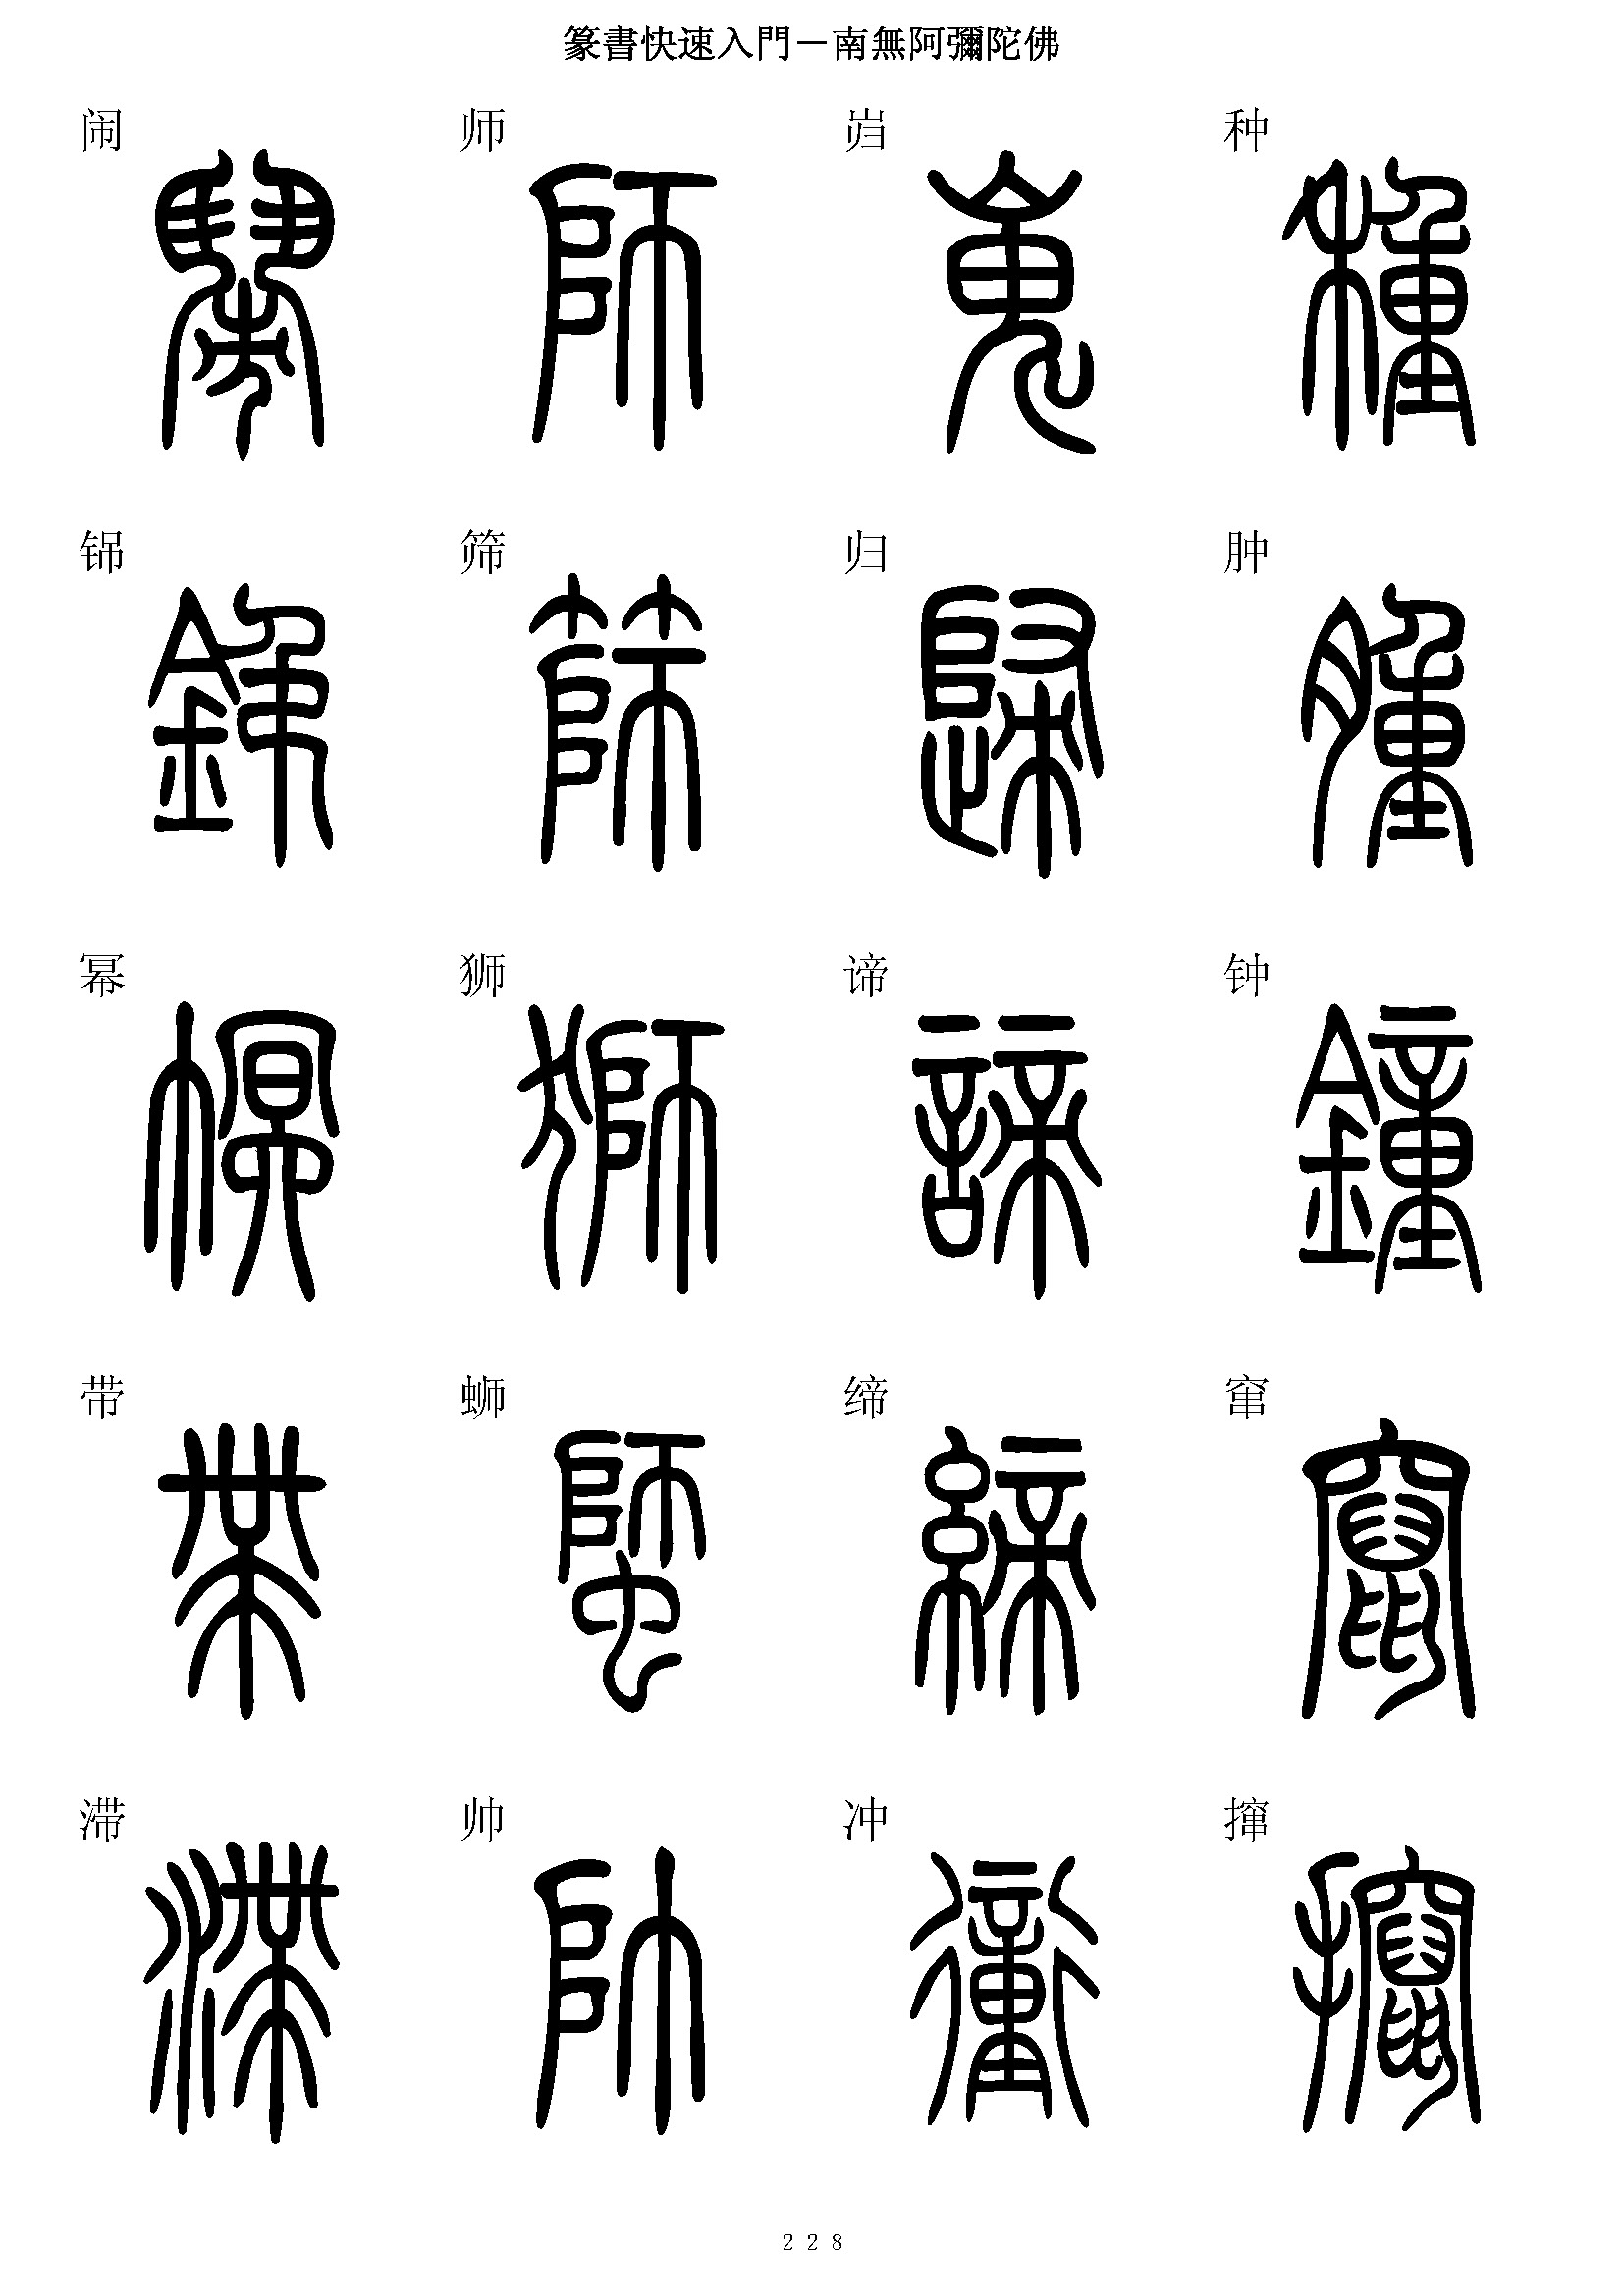 篆書快速入門－南無阿彌陀佛
闹 师 岿 种
铞 筛 归 肿
幂 狮 谛 钟
带 蛳 缔 窜
滞 帅 冲 撺
228